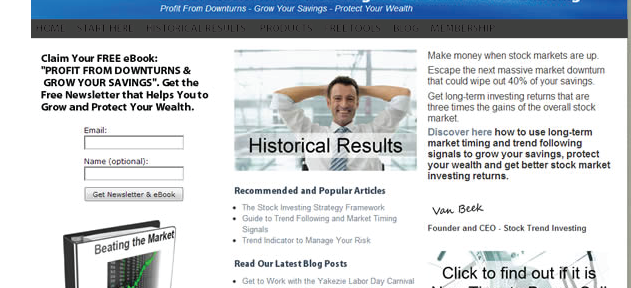 Profit From Downturns - Grow Your Savings - Protect Your Wealth
HOME START HERE HISTORICAL RESULTS PRODUCTS FREE TOOLS BLOG MEMBERSHIP
Claim Your FREE eBook:
"PROFIT FROM DOWNTURNS &
GROW YOUR SAVINGS". Get the
Free Newsletter that Helps You to
Grow and Protect Your Wealth.
Email:
Name (optional):
Get Newsletter & eBook
Beating the Market
Historical Results
Recommended and Popular Articles
The Stock Investing Strategy Framework
Guide to Trend Following and Market Timing
Signals
Trend Indicator to Manage Your Risk
Read Our Latest Blog Posts
Get to Work with the Yakezie Labor Day Carnival
Make money when stock markets are up.
Escape the next massive market downturn
that could wipe out 40% of your savings.
Get long-term investing returns that are
three times the gains of the overall stock
market.
Discover here how to use long-term
market timing and trend following
signals to grow your savings, protect
your wealth and get better stock market
investing returns.
Van Beek
Founder and CEO - Stock Trend Investing
Click to find out if it is